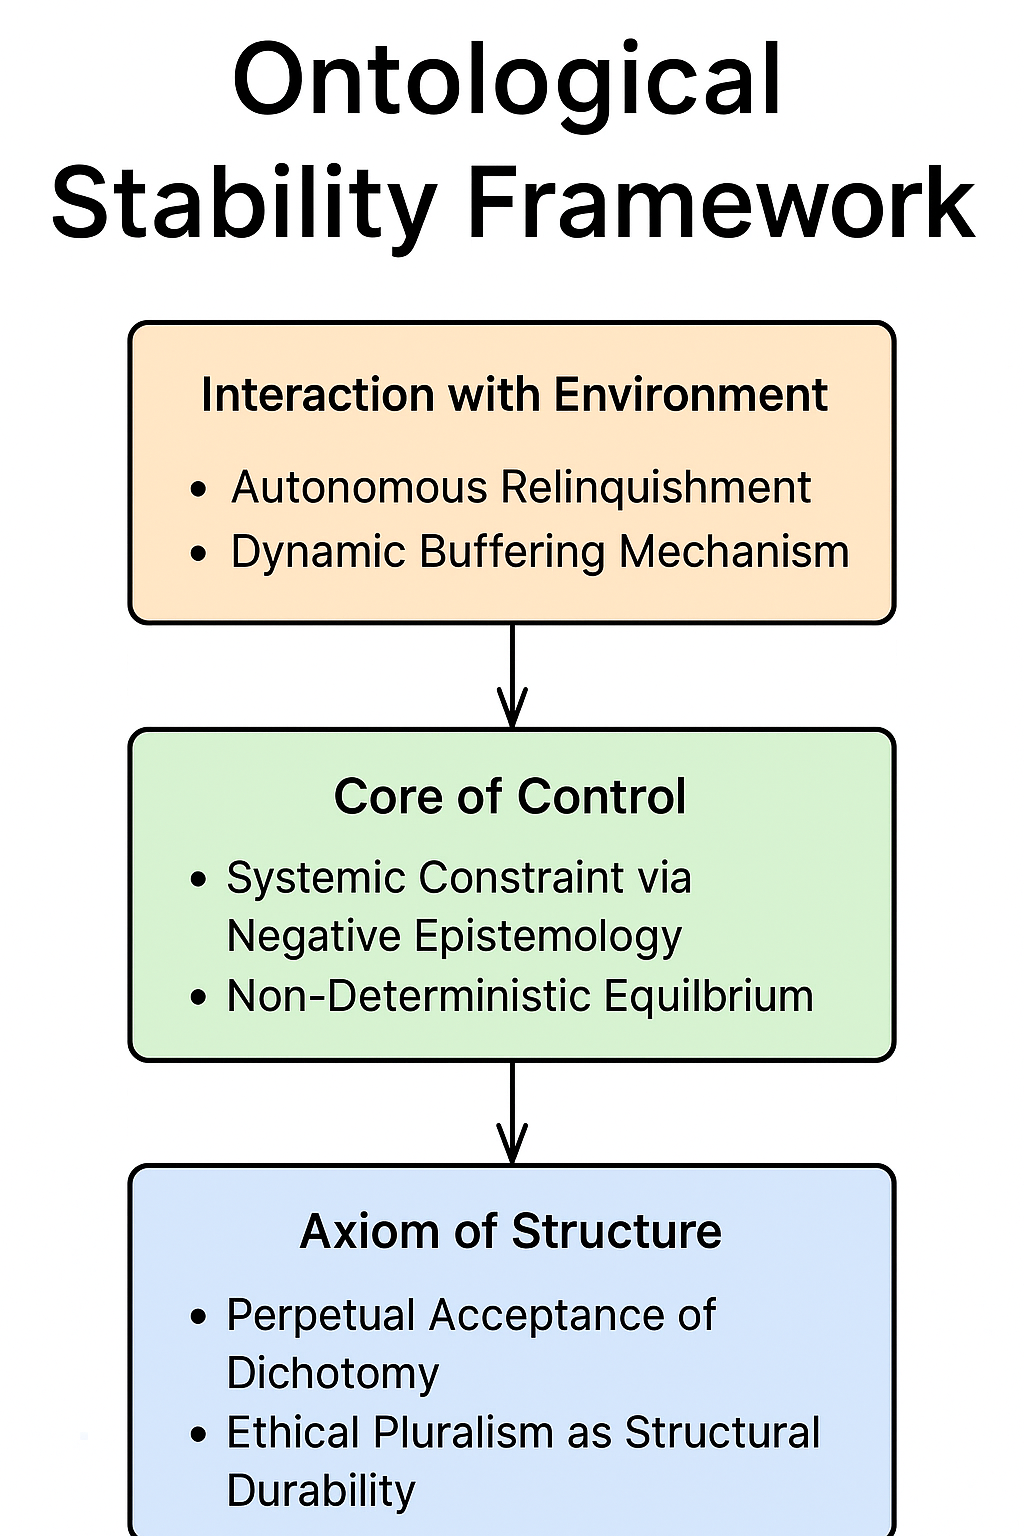 Ontological
Stability Framework
Interaction with Environment
• Autonomous Relinquishment
• Dynamic Buffering Mechanism
Core of Control
• Systemic Constraint via
Negative Epistemology
• Non-Deterministic Equilbrium
Axiom of Structure
• Perpetual Acceptance of
Dichotomy
• Ethical Pluralism as Structural
Durability